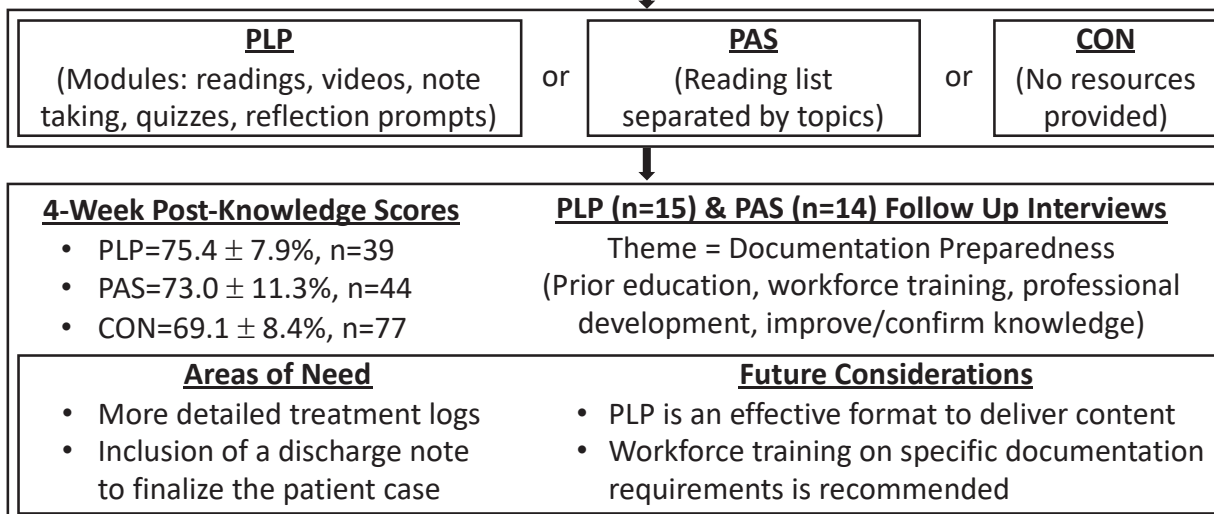 PLP
(Modules: readings, videos, note
taking, quizzes, reflection prompts)
or
PAS
(Reading list
separated by topics)
or
CON
(No resources
provided)
4-Week Post-Knowledge Scores
• PLP=75.4 ± 7.9%, n=39
• PAS=73.0 ± 11.3%, n=44
• CON=69.1 ± 8.4%, n=77
PLP (n=15) & PAS (n=14) Follow Up Interviews
Theme = Documentation Preparedness
(Prior education, workforce training, professional
development, improve/confirm knowledge)
Areas of Need
• More detailed treatment logs
• Inclusion of a discharge note
to finalize the patient case
Future Considerations
• PLP is an effective format to deliver content
• Workforce training on specific documentation
requirements is recommended